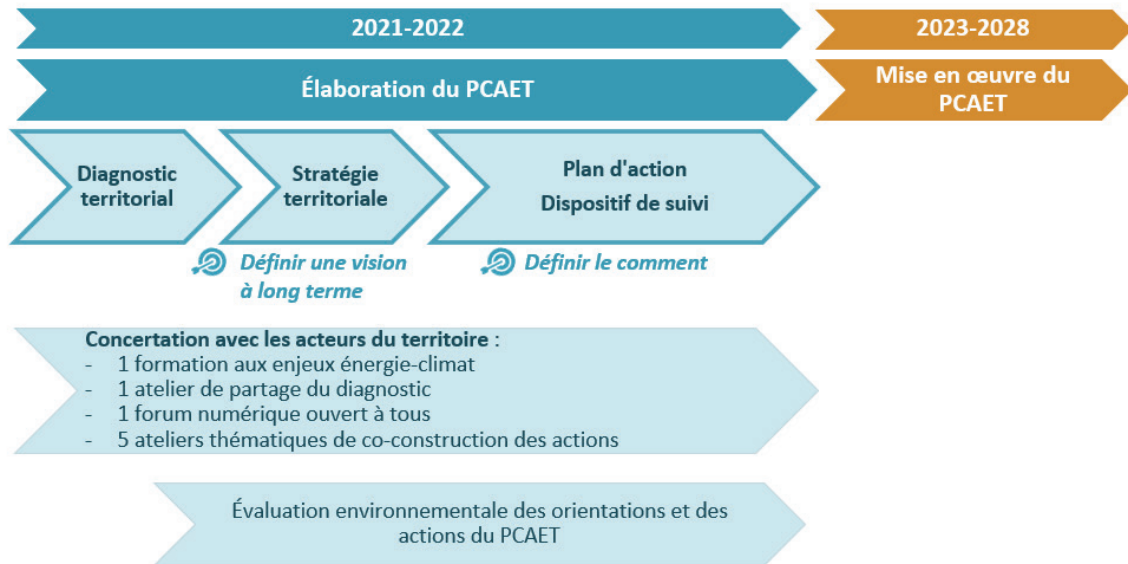 2021-2022
2023-2028
Élaboration du PCAET
Mise en œuvre du
PCAET
Diagnostic
territorial
Stratégie
territoriale
Plan d'action
Dispositif de suivi
Définir une vision
à long terme
Définir le comment
Concertation avec les acteurs du territoire :
- 1 formation aux enjeux énergie-climat
- 1 atelier de partage du diagnostic
- 1 forum numérique ouvert à tous
- 5 ateliers thématiques de co-construction des actions
Évaluation environnementale des orientations et des
actions du PCAET